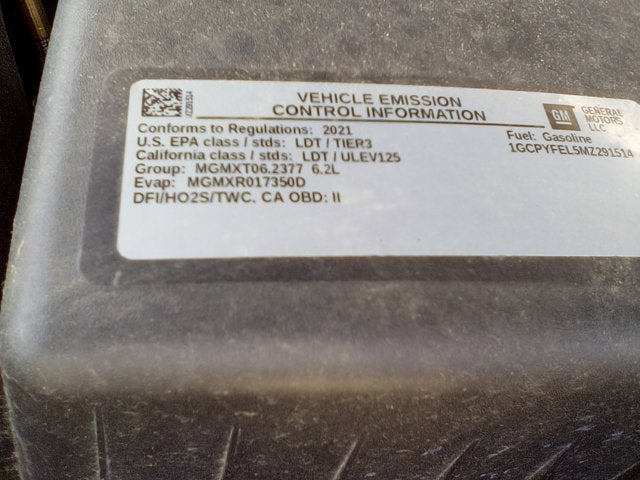 VEHICLE EMISSION
CONTROL INFORMATION
GM
GENERAL
MOTORS
LLC
Conforms to Regulations: 2021
Fuel: Gasoline
U.S. EPA class / stds: LDT / TIER3
1GCPYFEL5MZ291514
California class / stds: LDT / ULEV125
Group: MGMXT06.2377 6.2L
Evap: MGMXR017350D
DFI/HO2S/TWC. CA OBD: II
/Z291514